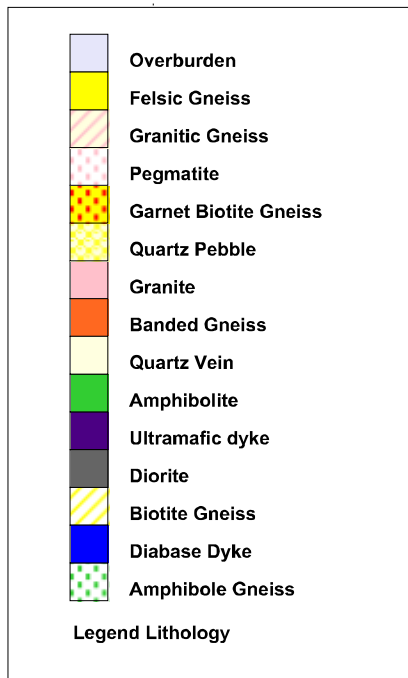 Overburden
Felsic Gneiss
Granitic Gneiss
Pegmatite
Garnet Biotite Gneiss
Quartz Pebble
Granite
Banded Gneiss
Quartz Vein
Amphibolite
Ultramafic dyke
Diorite
Biotite Gneiss
Diabase Dyke
Amphibole Gneiss
Legend Lithology